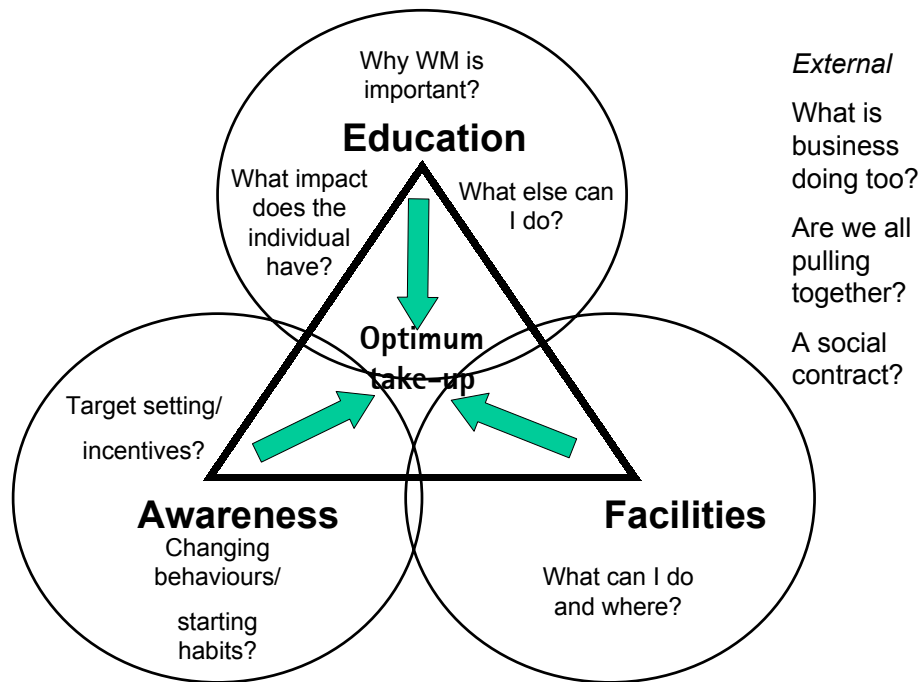 Why WM is
important?
Education
What impact
does the
individual
have?
What else can
I do?
Optimum
take-up
Target setting/
incentives?
Awareness
Changing
behaviours/
starting
habits?
Facilities
What can I do
and where?
External
What is
business
doing too?
Are we all
pulling
together?
A social
contract?